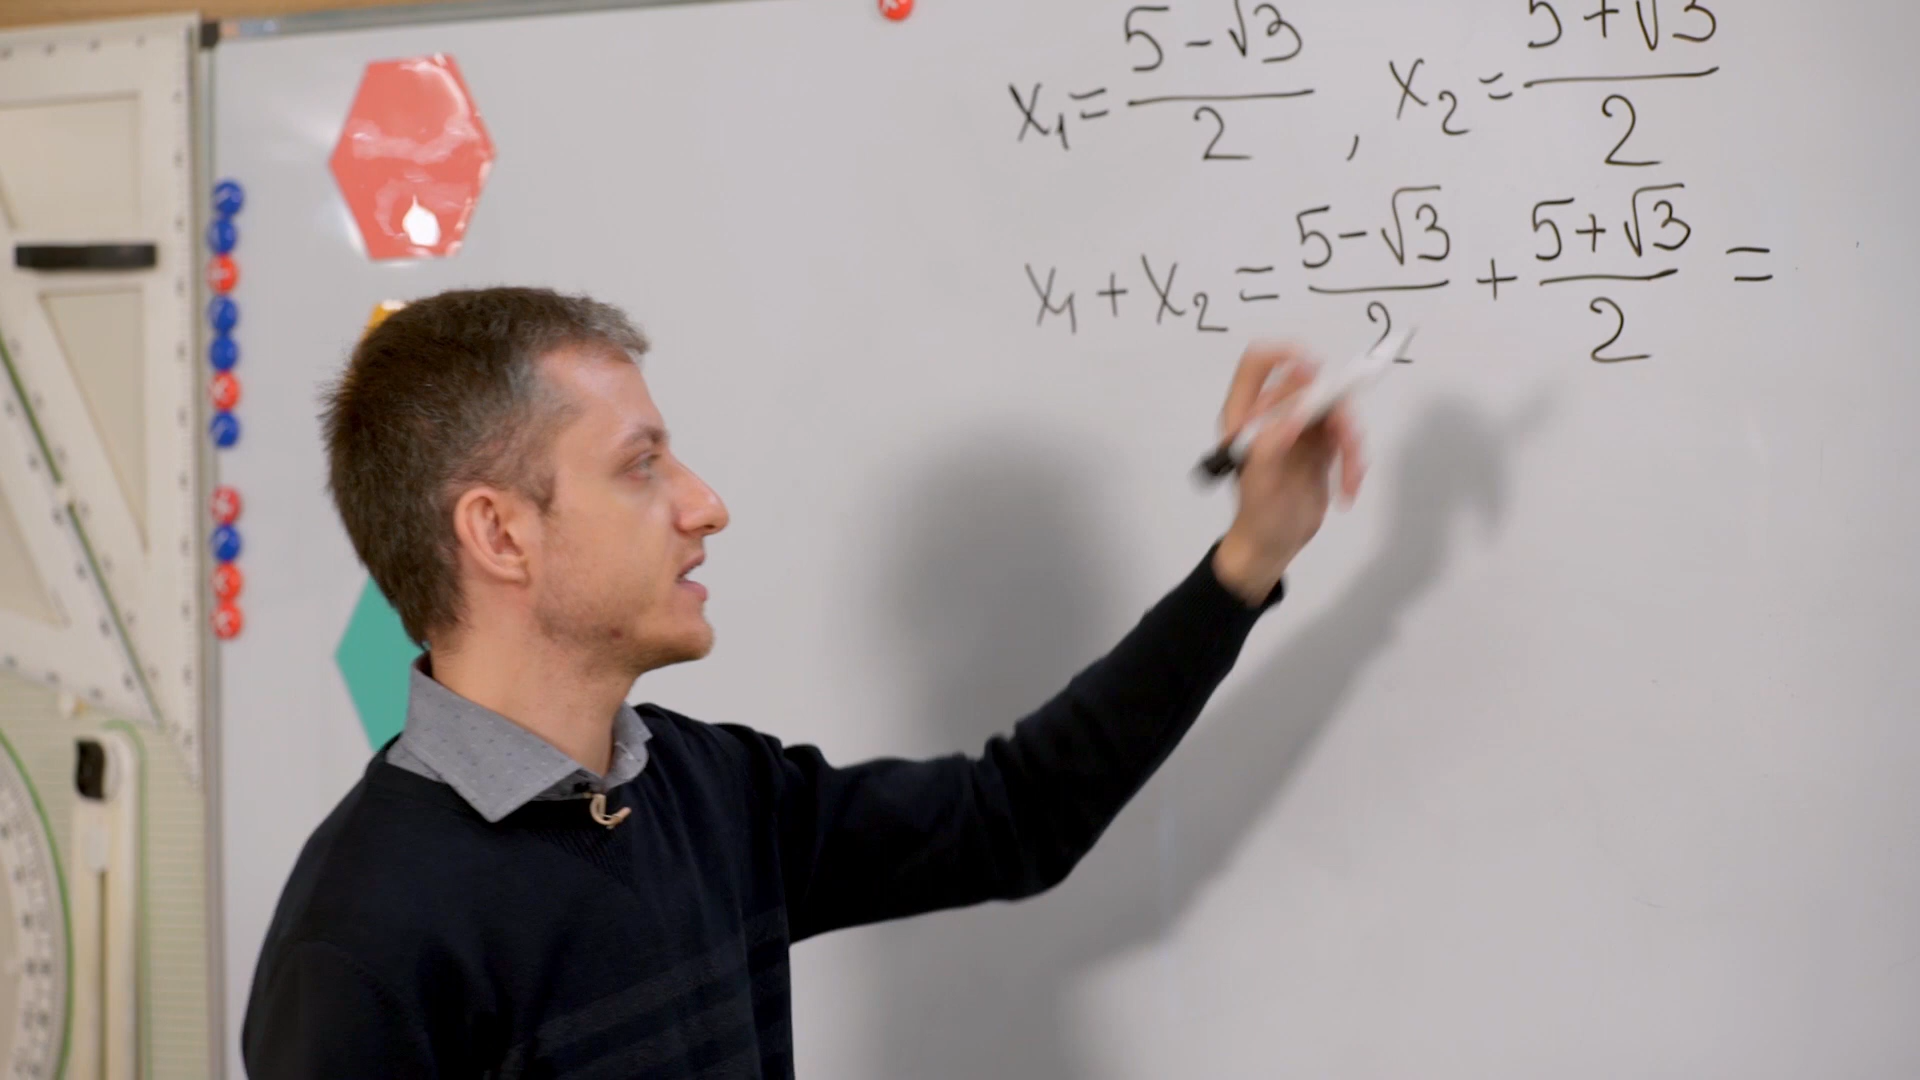 x₁ = (5-√3)/2 , x₂ = (5+√3)/2
x₁ + x₂ = (5-√3)/2 + (5+√3)/2 =